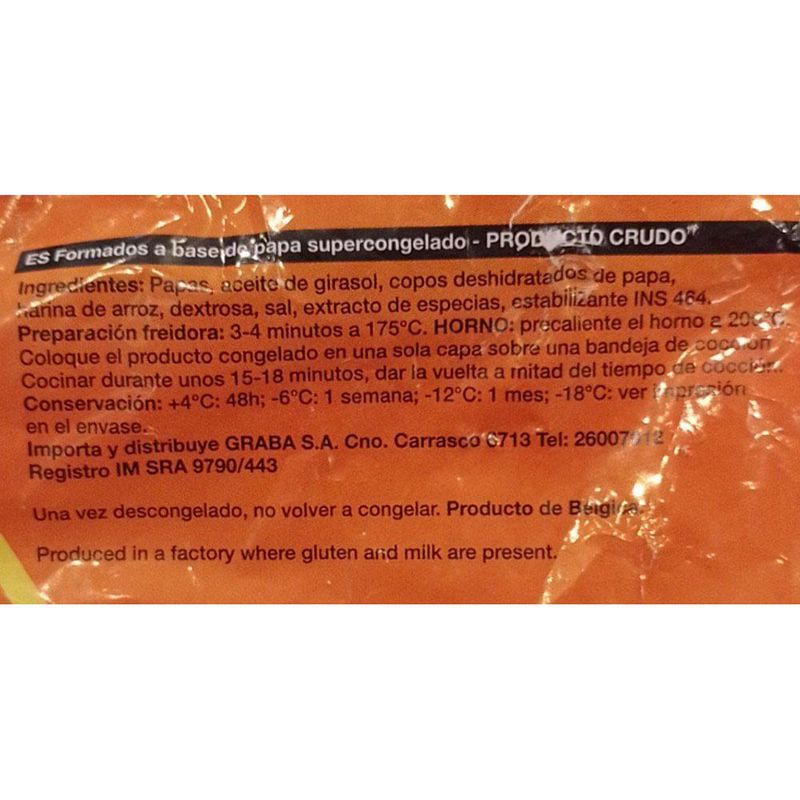 ES Formados a base de papa supercongelado - PRODUCTO CRUDO"
Ingredientes: Papas, aceite de girasol, copos deshidratados de papa,
harina de arroz, dextrosa, sal, extracto de especias, estabilizante INS 464.
Preparación freidora: 3-4 minutos a 175°C. HORNO: precaliente el horno a 200°C.
Coloque el producto congelado en una sola capa sobre una bandeja de cocción
Cocinar durante unos 15-18 minutos, dar la vuelta a mitad del tiempo de cocción.
Conservación: +4°C: 48h; -6°C: 1 semana; -12°C: 1 mes; -18°C: ver impresión
en el envase.
Importa y distribuye GRABA S.A. Cno. Carrasco 6713 Tel:
Registro IM SRA 9790/443
Una vez descongelado, no volver a congelar. Producto de Belgica.
Produced in a factory where gluten and milk are present.